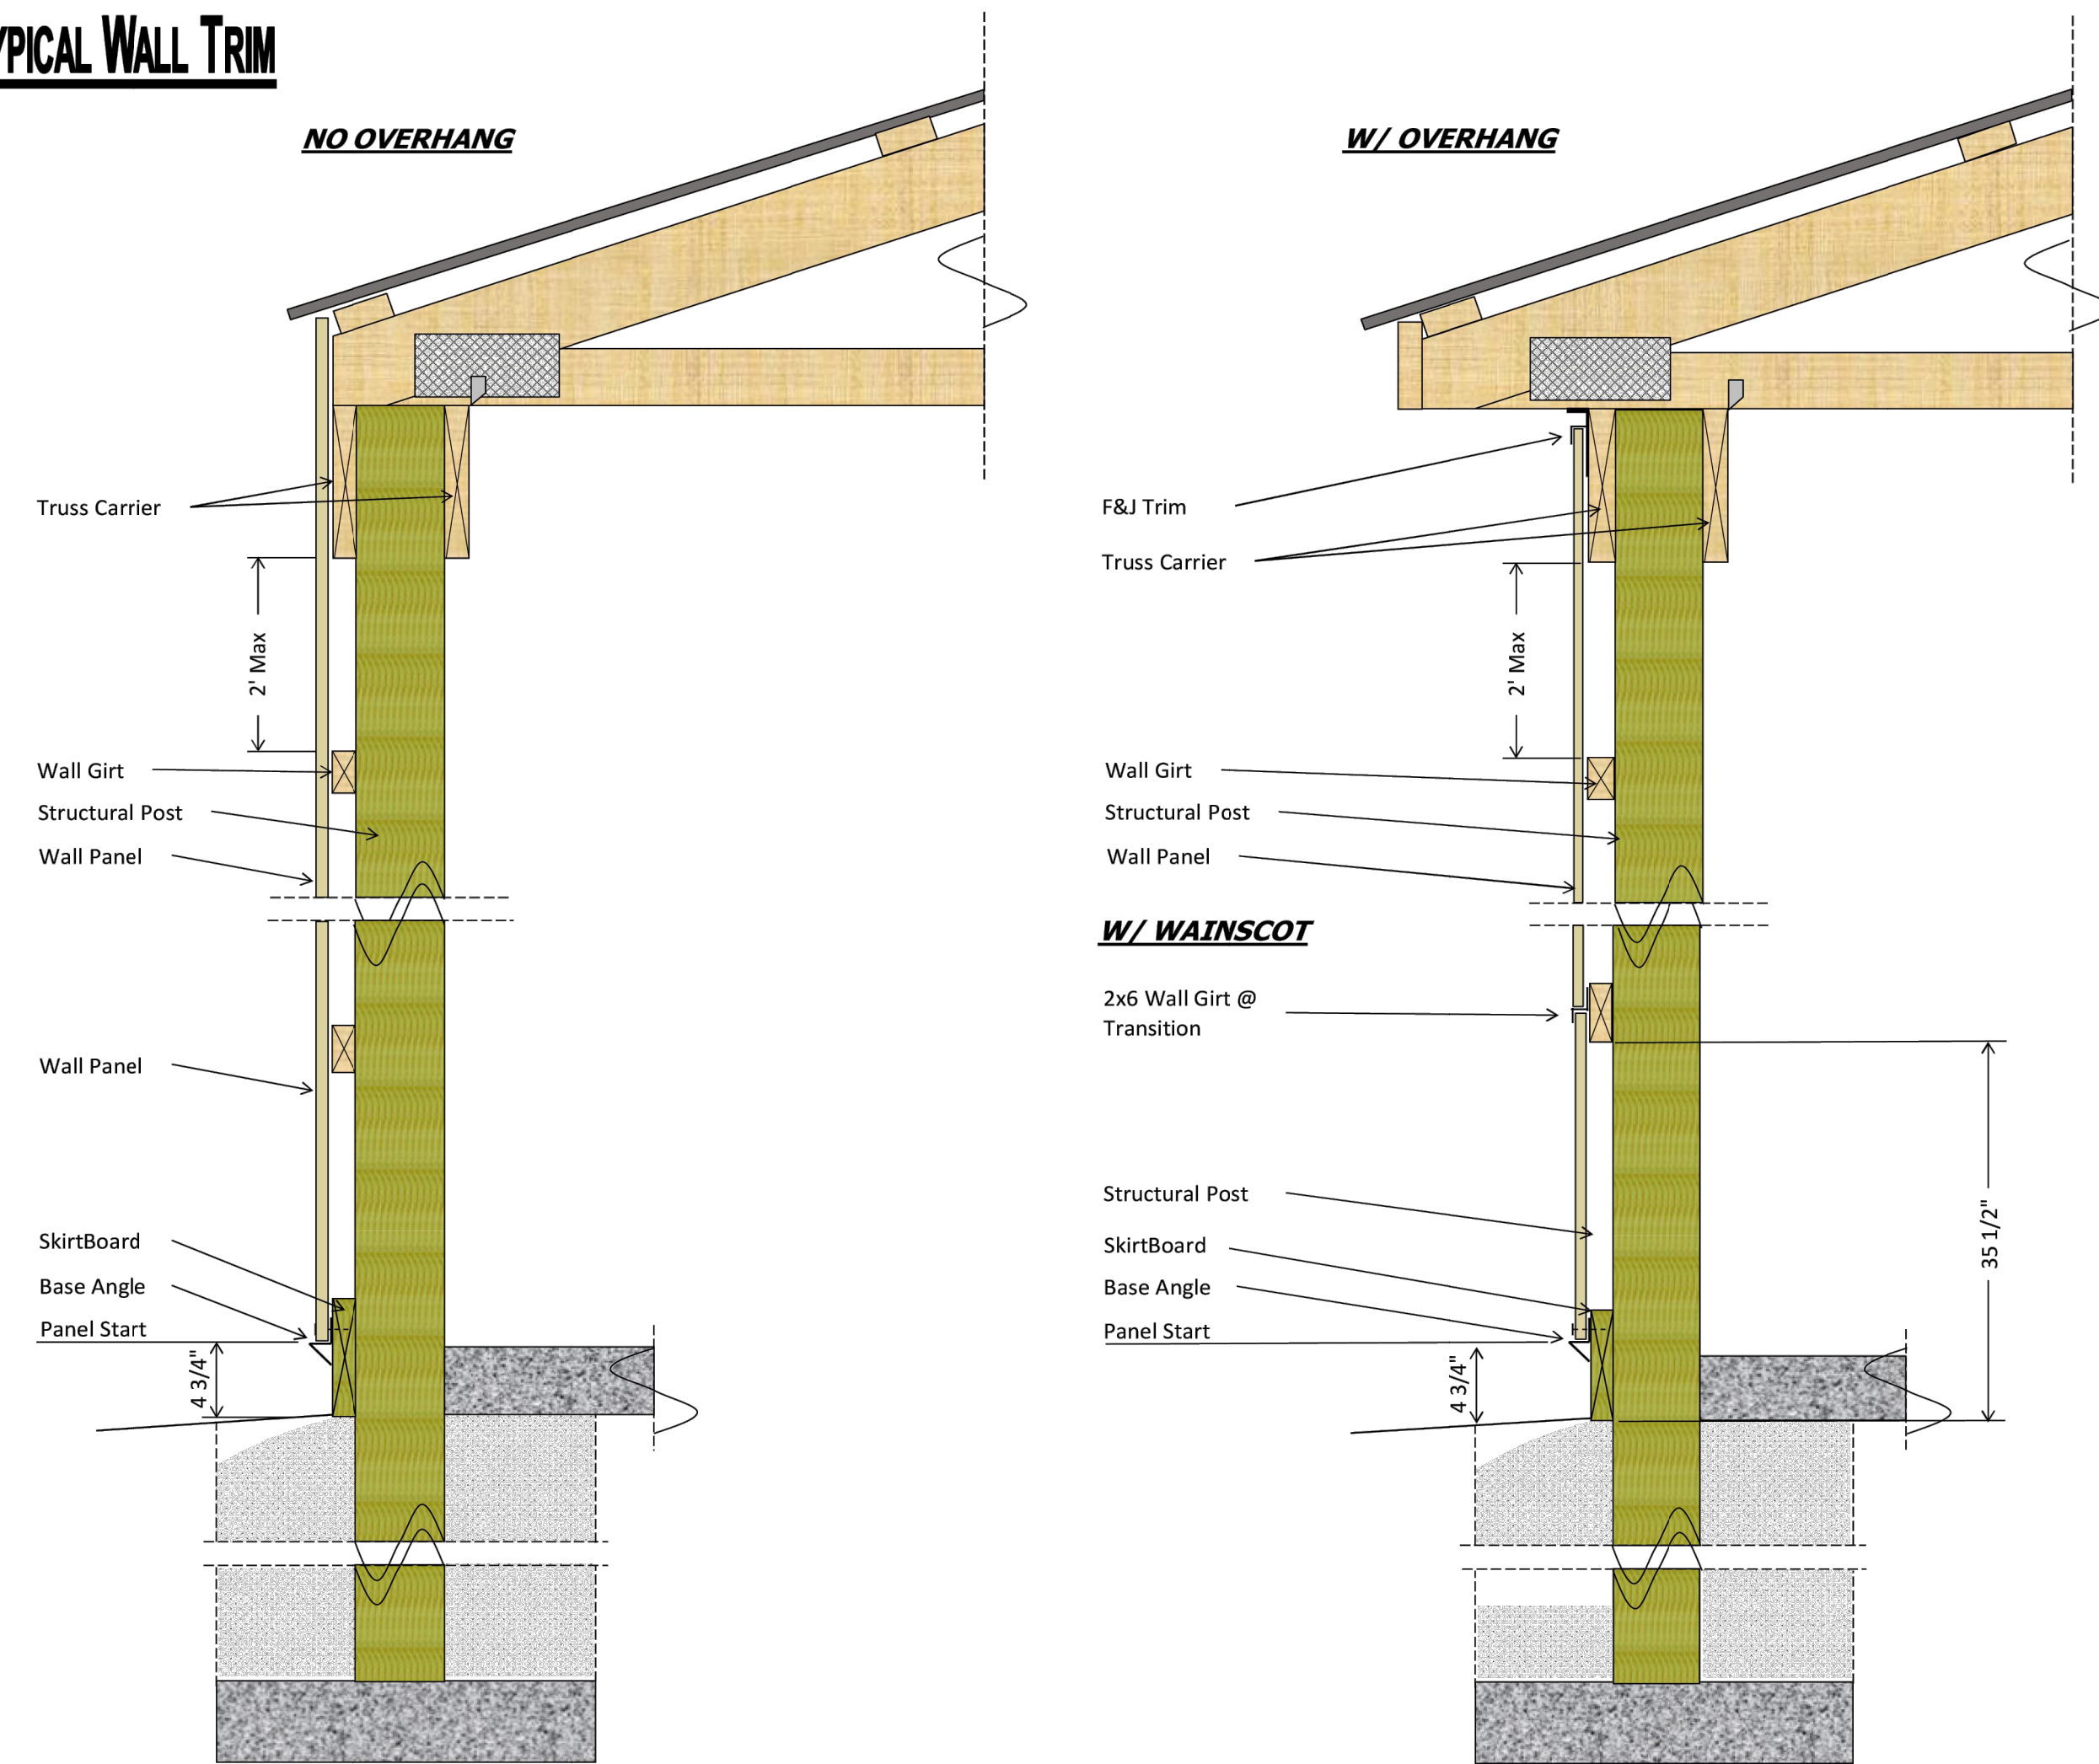 YPICAL WALL TRIM
NO OVERHANG
Truss Carrier
2' Max
Wall Girt
Structural Post
Wall Panel
Wall Panel
SkirtBoard
Base Angle
Panel Start
4 3/4"
W/ OVERHANG
F&J Trim
Truss Carrier
2' Max
Wall Girt
Structural Post
Wall Panel
W/ WAINSCOT
2x6 Wall Girt @
Transition
Structural Post
SkirtBoard
Base Angle
Panel Start
4 3/4"
35 1/2"